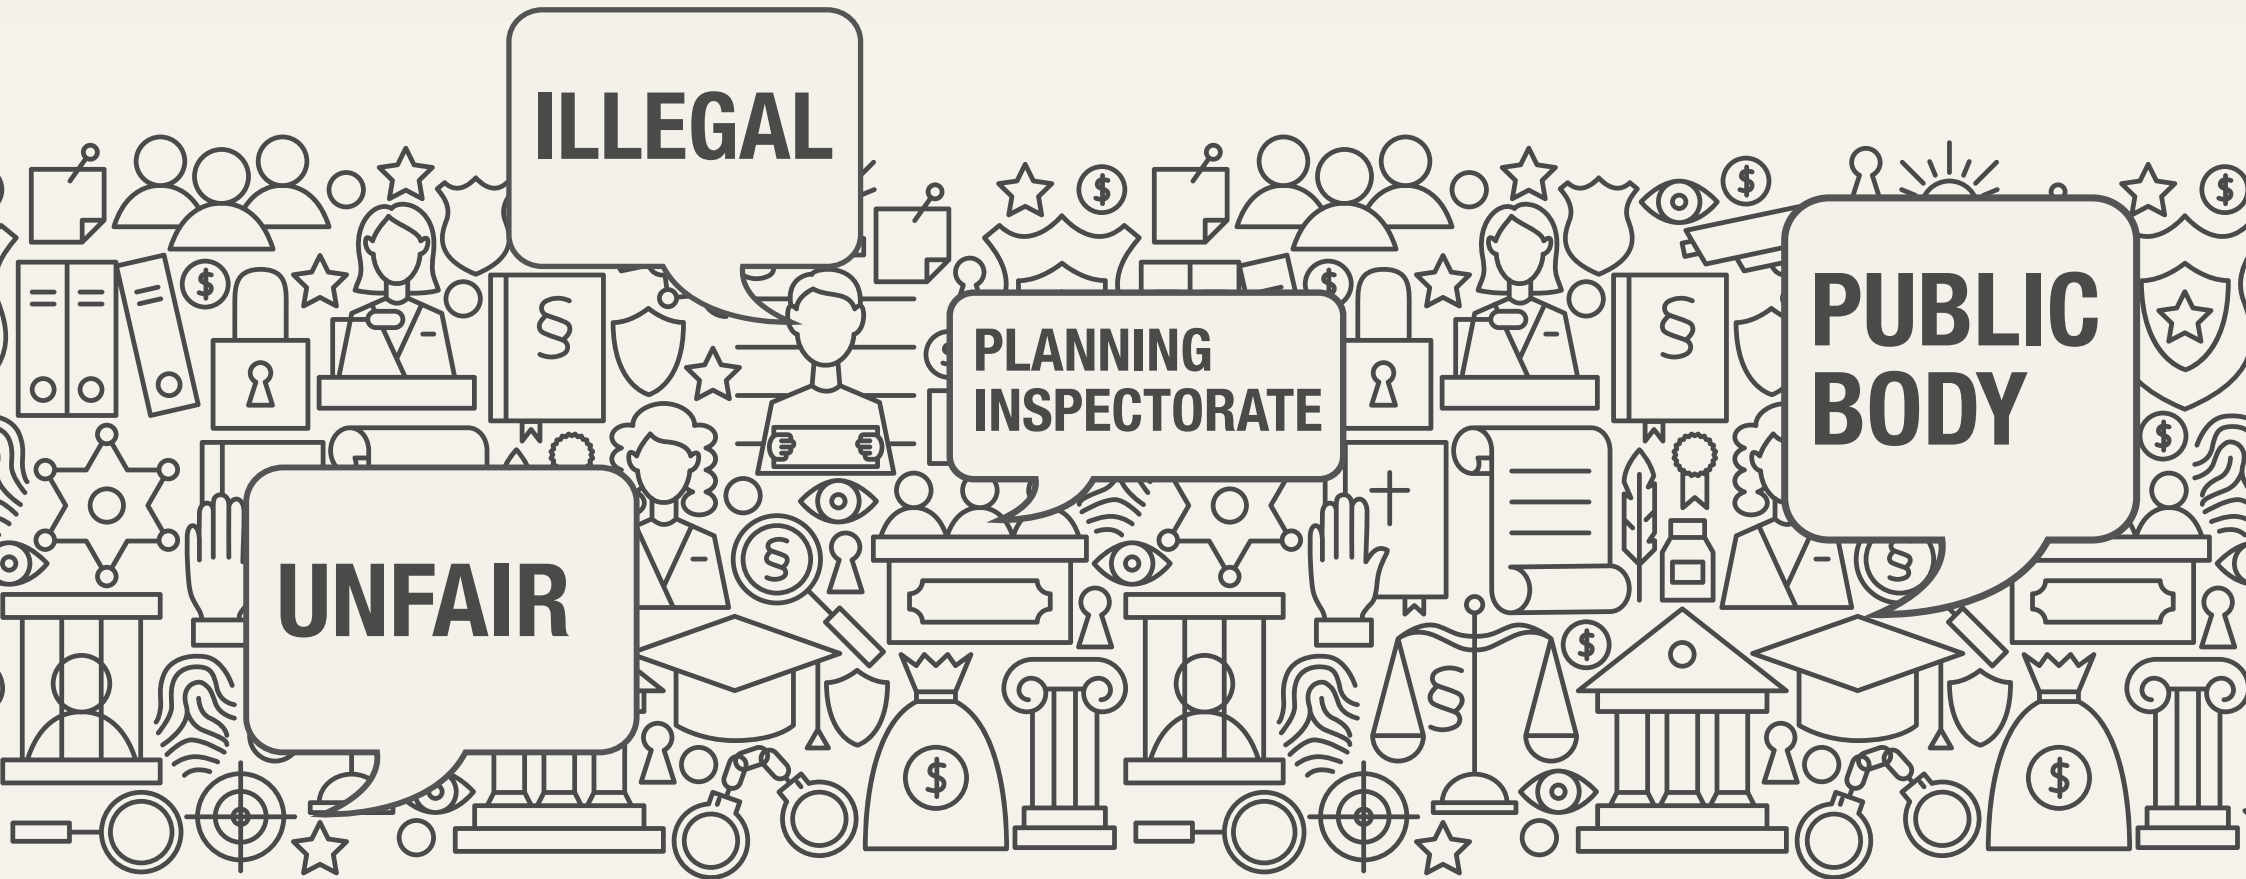 ILLEGAL
PLANNING
INSPECTORATE
PUBLIC
BODY
UNFAIR